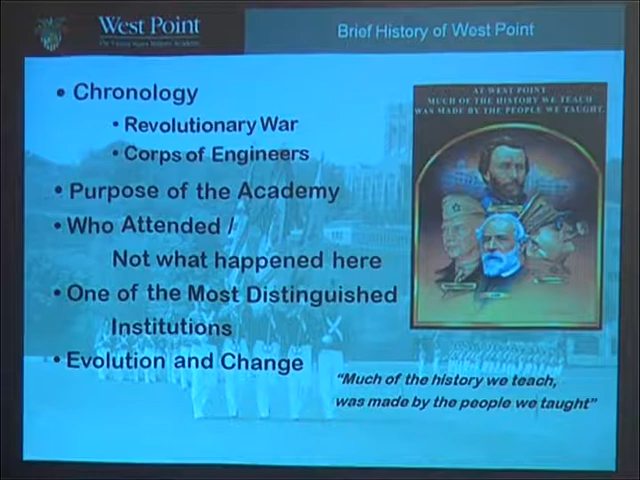 West Point
The United States Military Academy
Brief History of West Point
• Chronology
• Revolutionary War
• Corps of Engineers
• Purpose of the Academy
• Who Attended /
Not what happened here
• One of the Most Distinguished
Institutions
• Evolution and Change
AT WEST POINT
MUCH OF THE HISTORY WE TEACH
WAS MADE BY THE PEOPLE WE TAUGHT.
"Much of the history we teach,
was made by the people we taught"